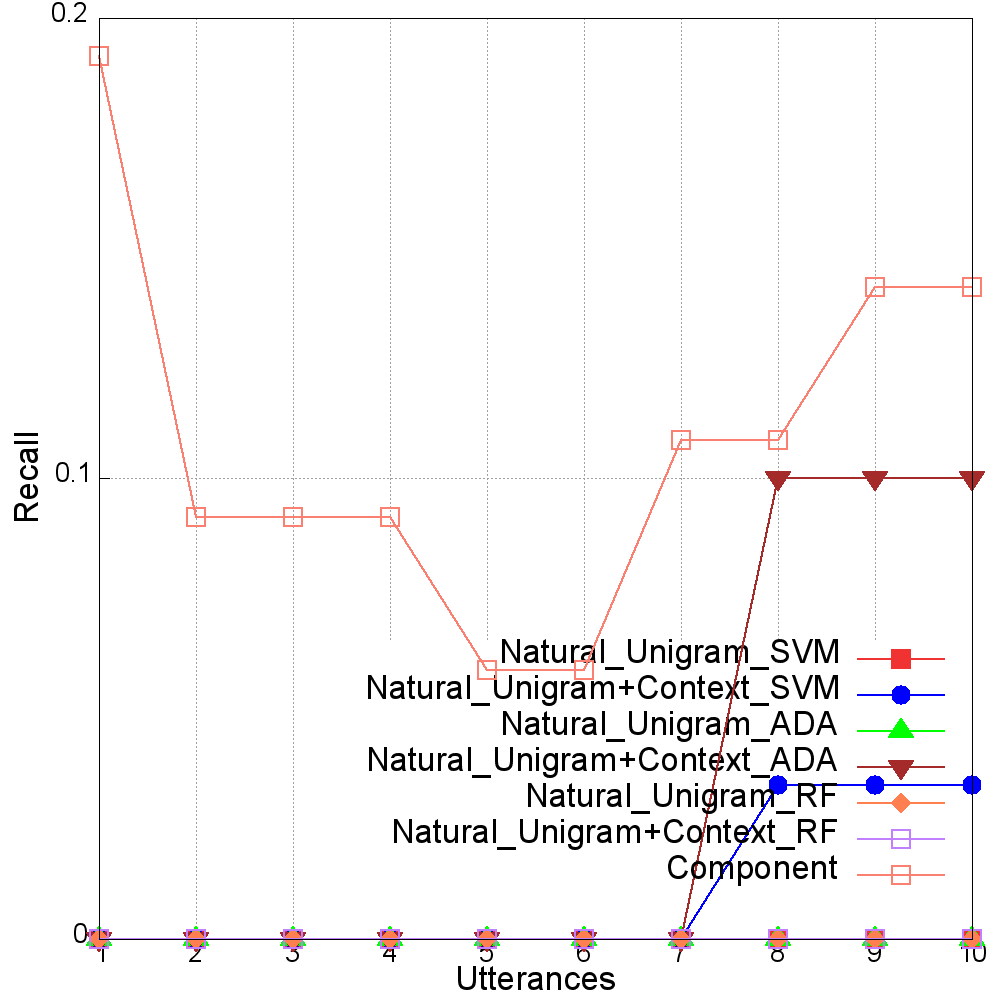 0.2
0.1
0
Recall
Natural_Unigram_SVM
Natural_Unigram+Context_SVM
Natural_Unigram_ADA
Natural_Unigram+Context_ADA
Natural_Unigram_RF
Natural_Unigram+Context_RF
Component
1 2 3 4 5 6 7 8 9 10
Utterances